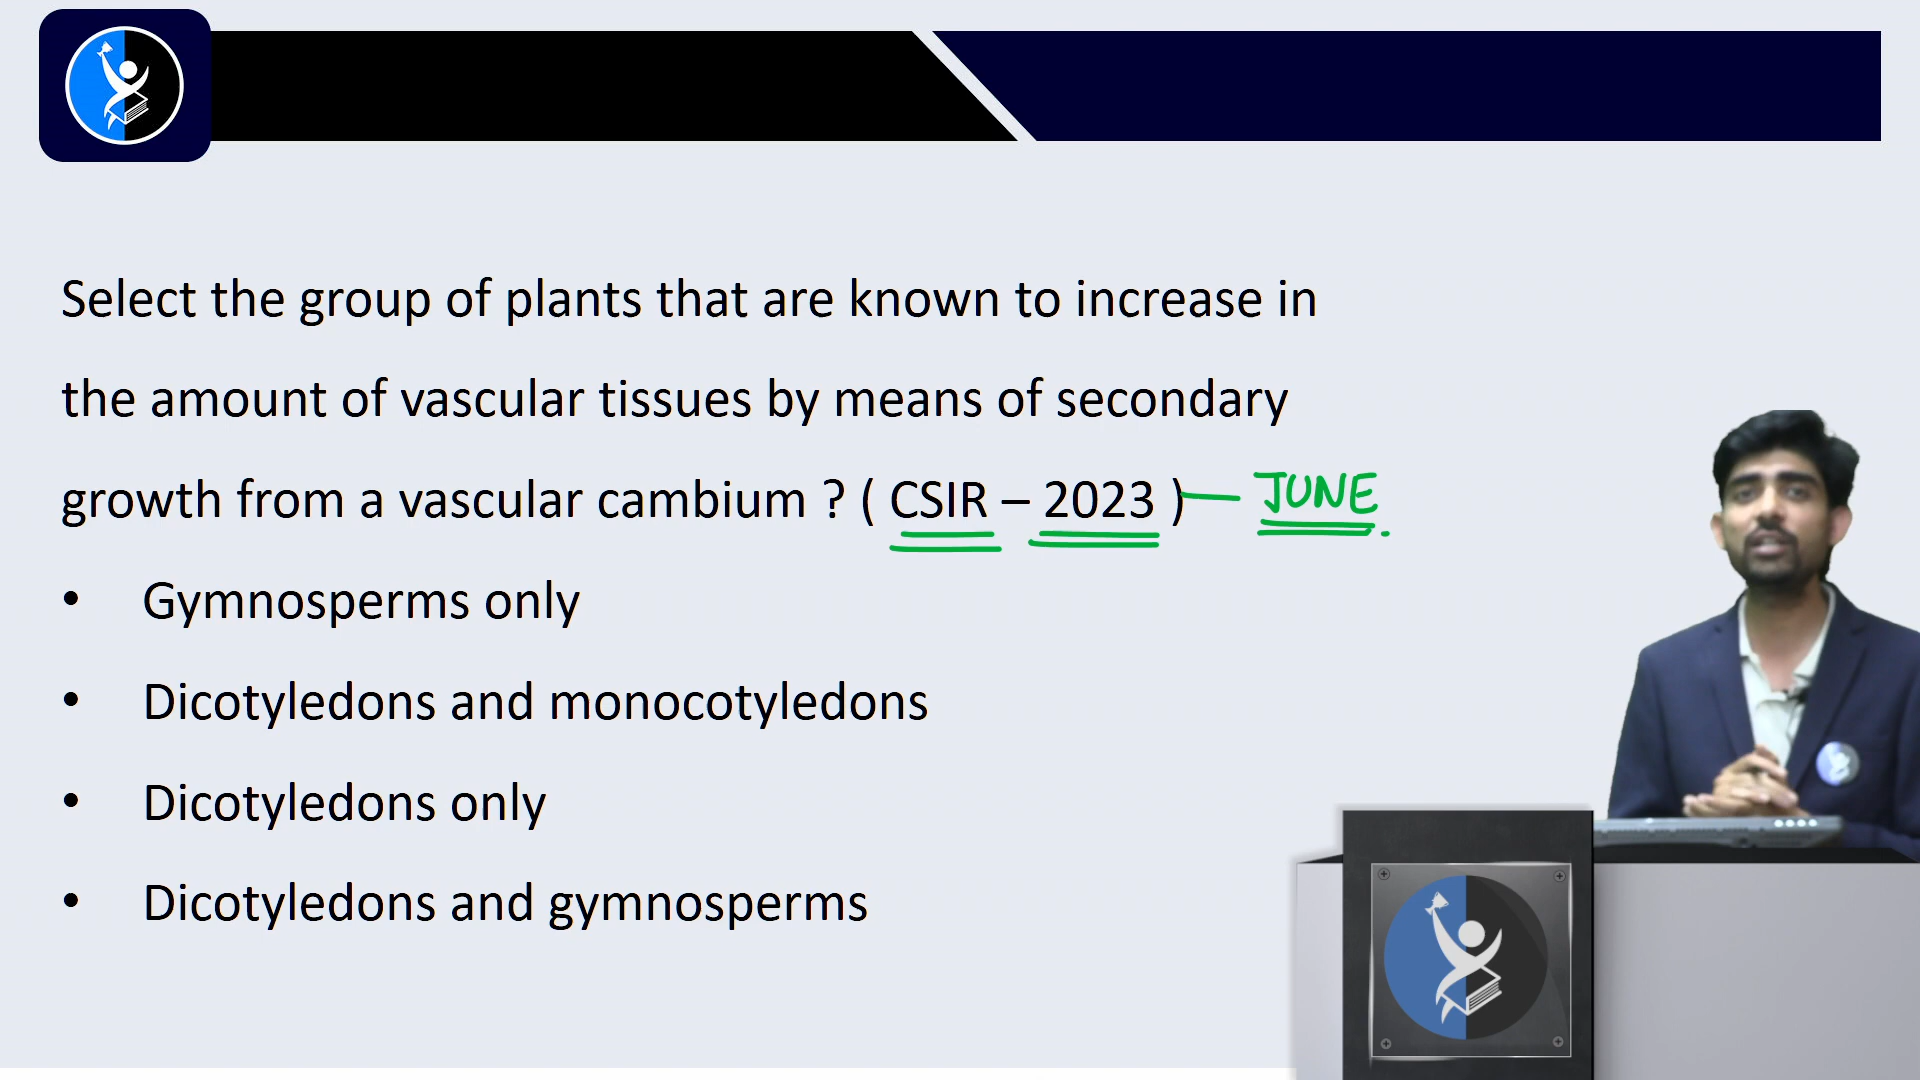 Select the group of plants that are known to increase in
the amount of vascular tissues by means of secondary
growth from a vascular cambium ? ( CSIR – 2023 ) — JUNE.
• Gymnosperms only
• Dicotyledons and monocotyledons
• Dicotyledons only
• Dicotyledons and gymnosperms